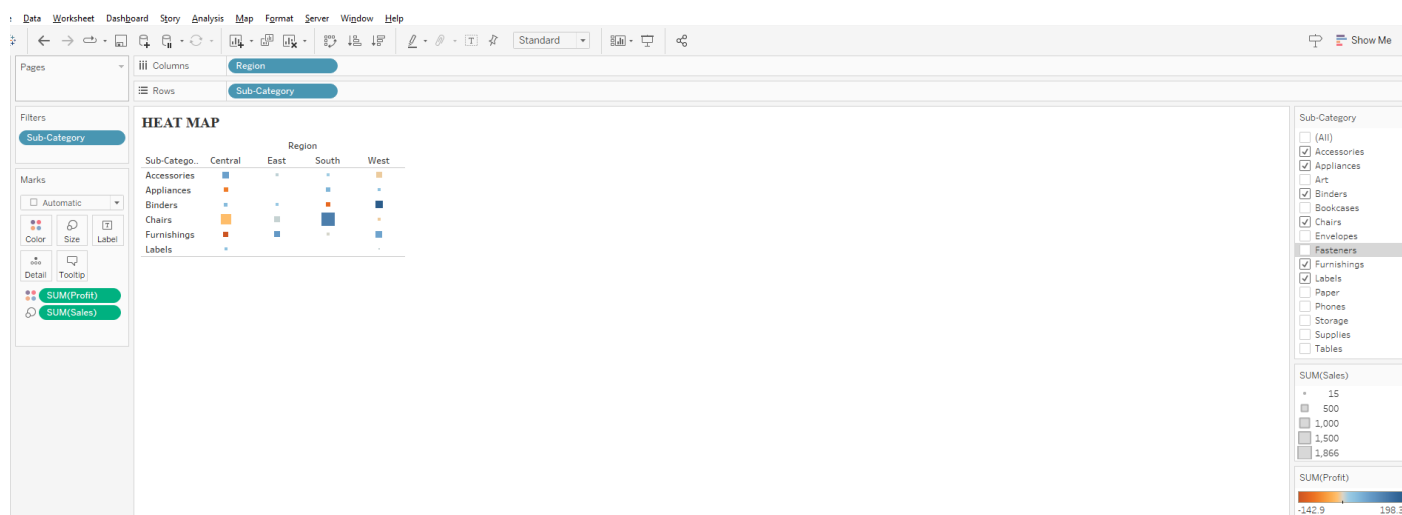 Data Worksheet Dashboard Story Analysis Map Format Server Window Help
Standard
Show Me
Pages
Columns
Region
Rows
Sub-Category
Filters
Sub-Category
Marks
Automatic
Color Size Label
Detail Tooltip
SUM(Profit)
SUM(Sales)
HEAT MAP
Region
Sub-Catego.. Central East South West
Accessories
Appliances
Binders
Chairs
Furnishings
Labels
Sub-Category
(All)
Accessories
Appliances
Art
Binders
Bookcases
Chairs
Envelopes
Fasteners
Furnishings
Labels
Paper
Phones
Storage
Supplies
Tables
SUM(Sales)
15
500
1,000
1,500
1,866
SUM(Profit)
-142.9 198.3